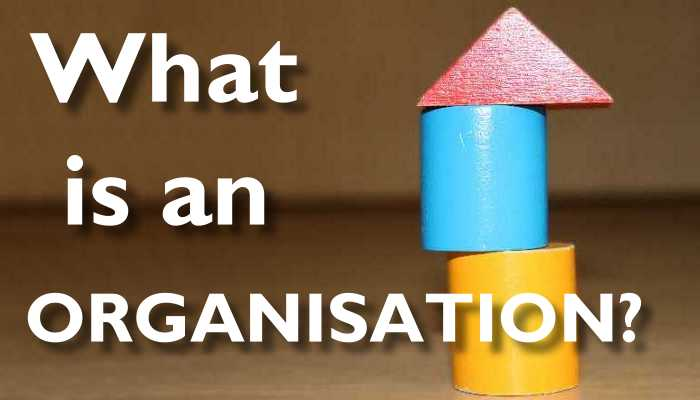 What
is an
ORGANISATION?